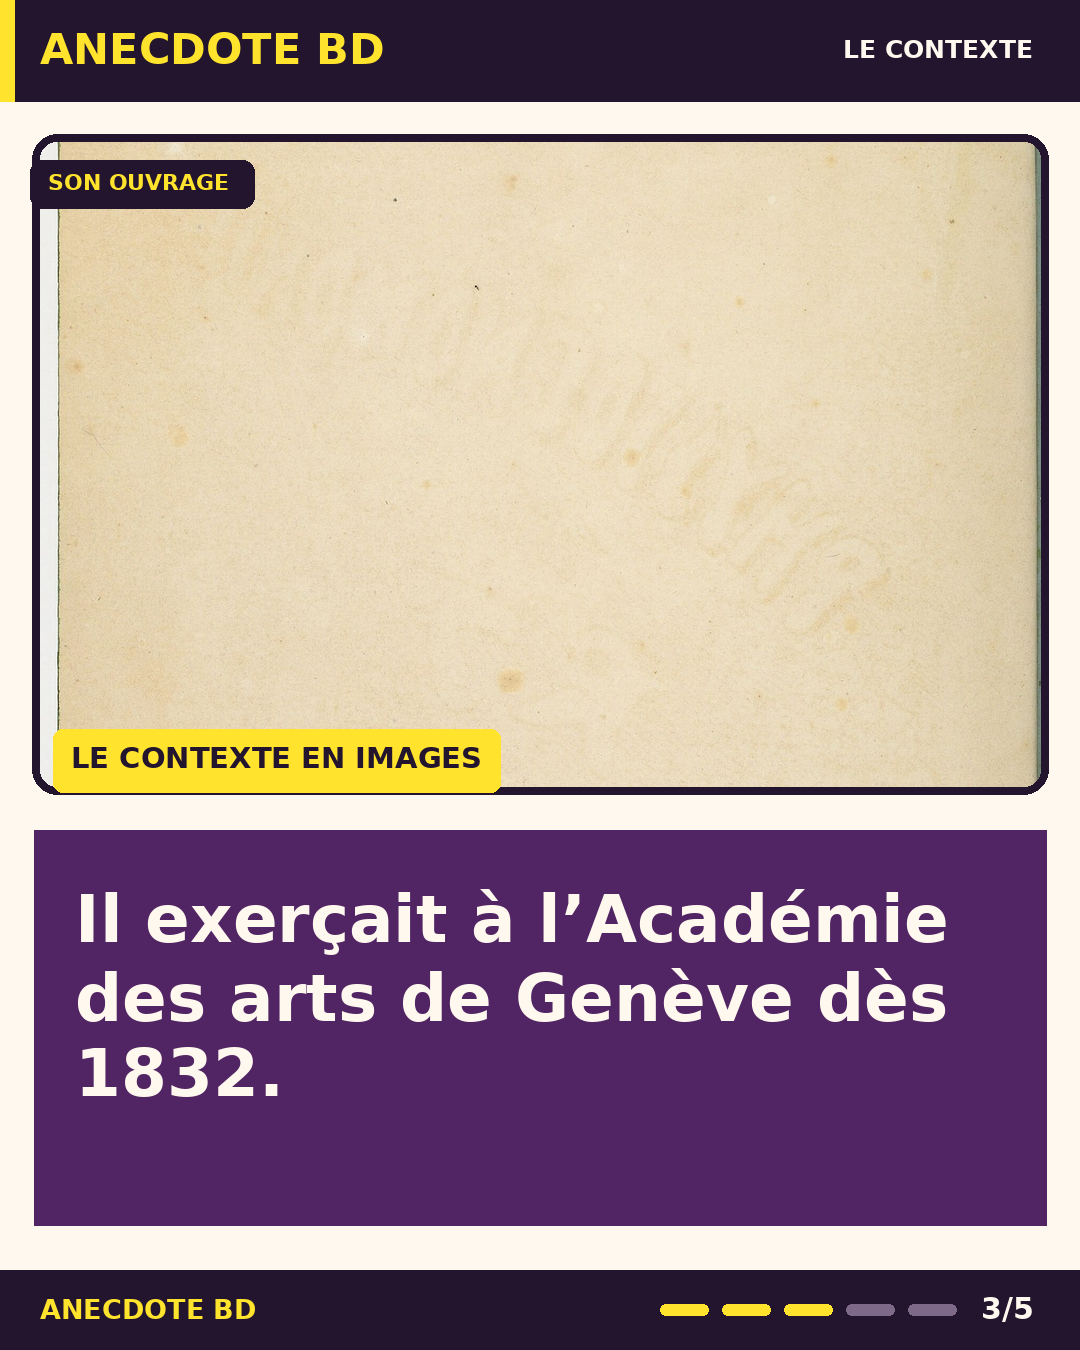 ANECDOTE BD
LE CONTEXTE
SON OUVRAGE
LE CONTEXTE EN IMAGES
Il exerçait à l’Académie
des arts de Genève dès
1832.
ANECDOTE BD
3/5